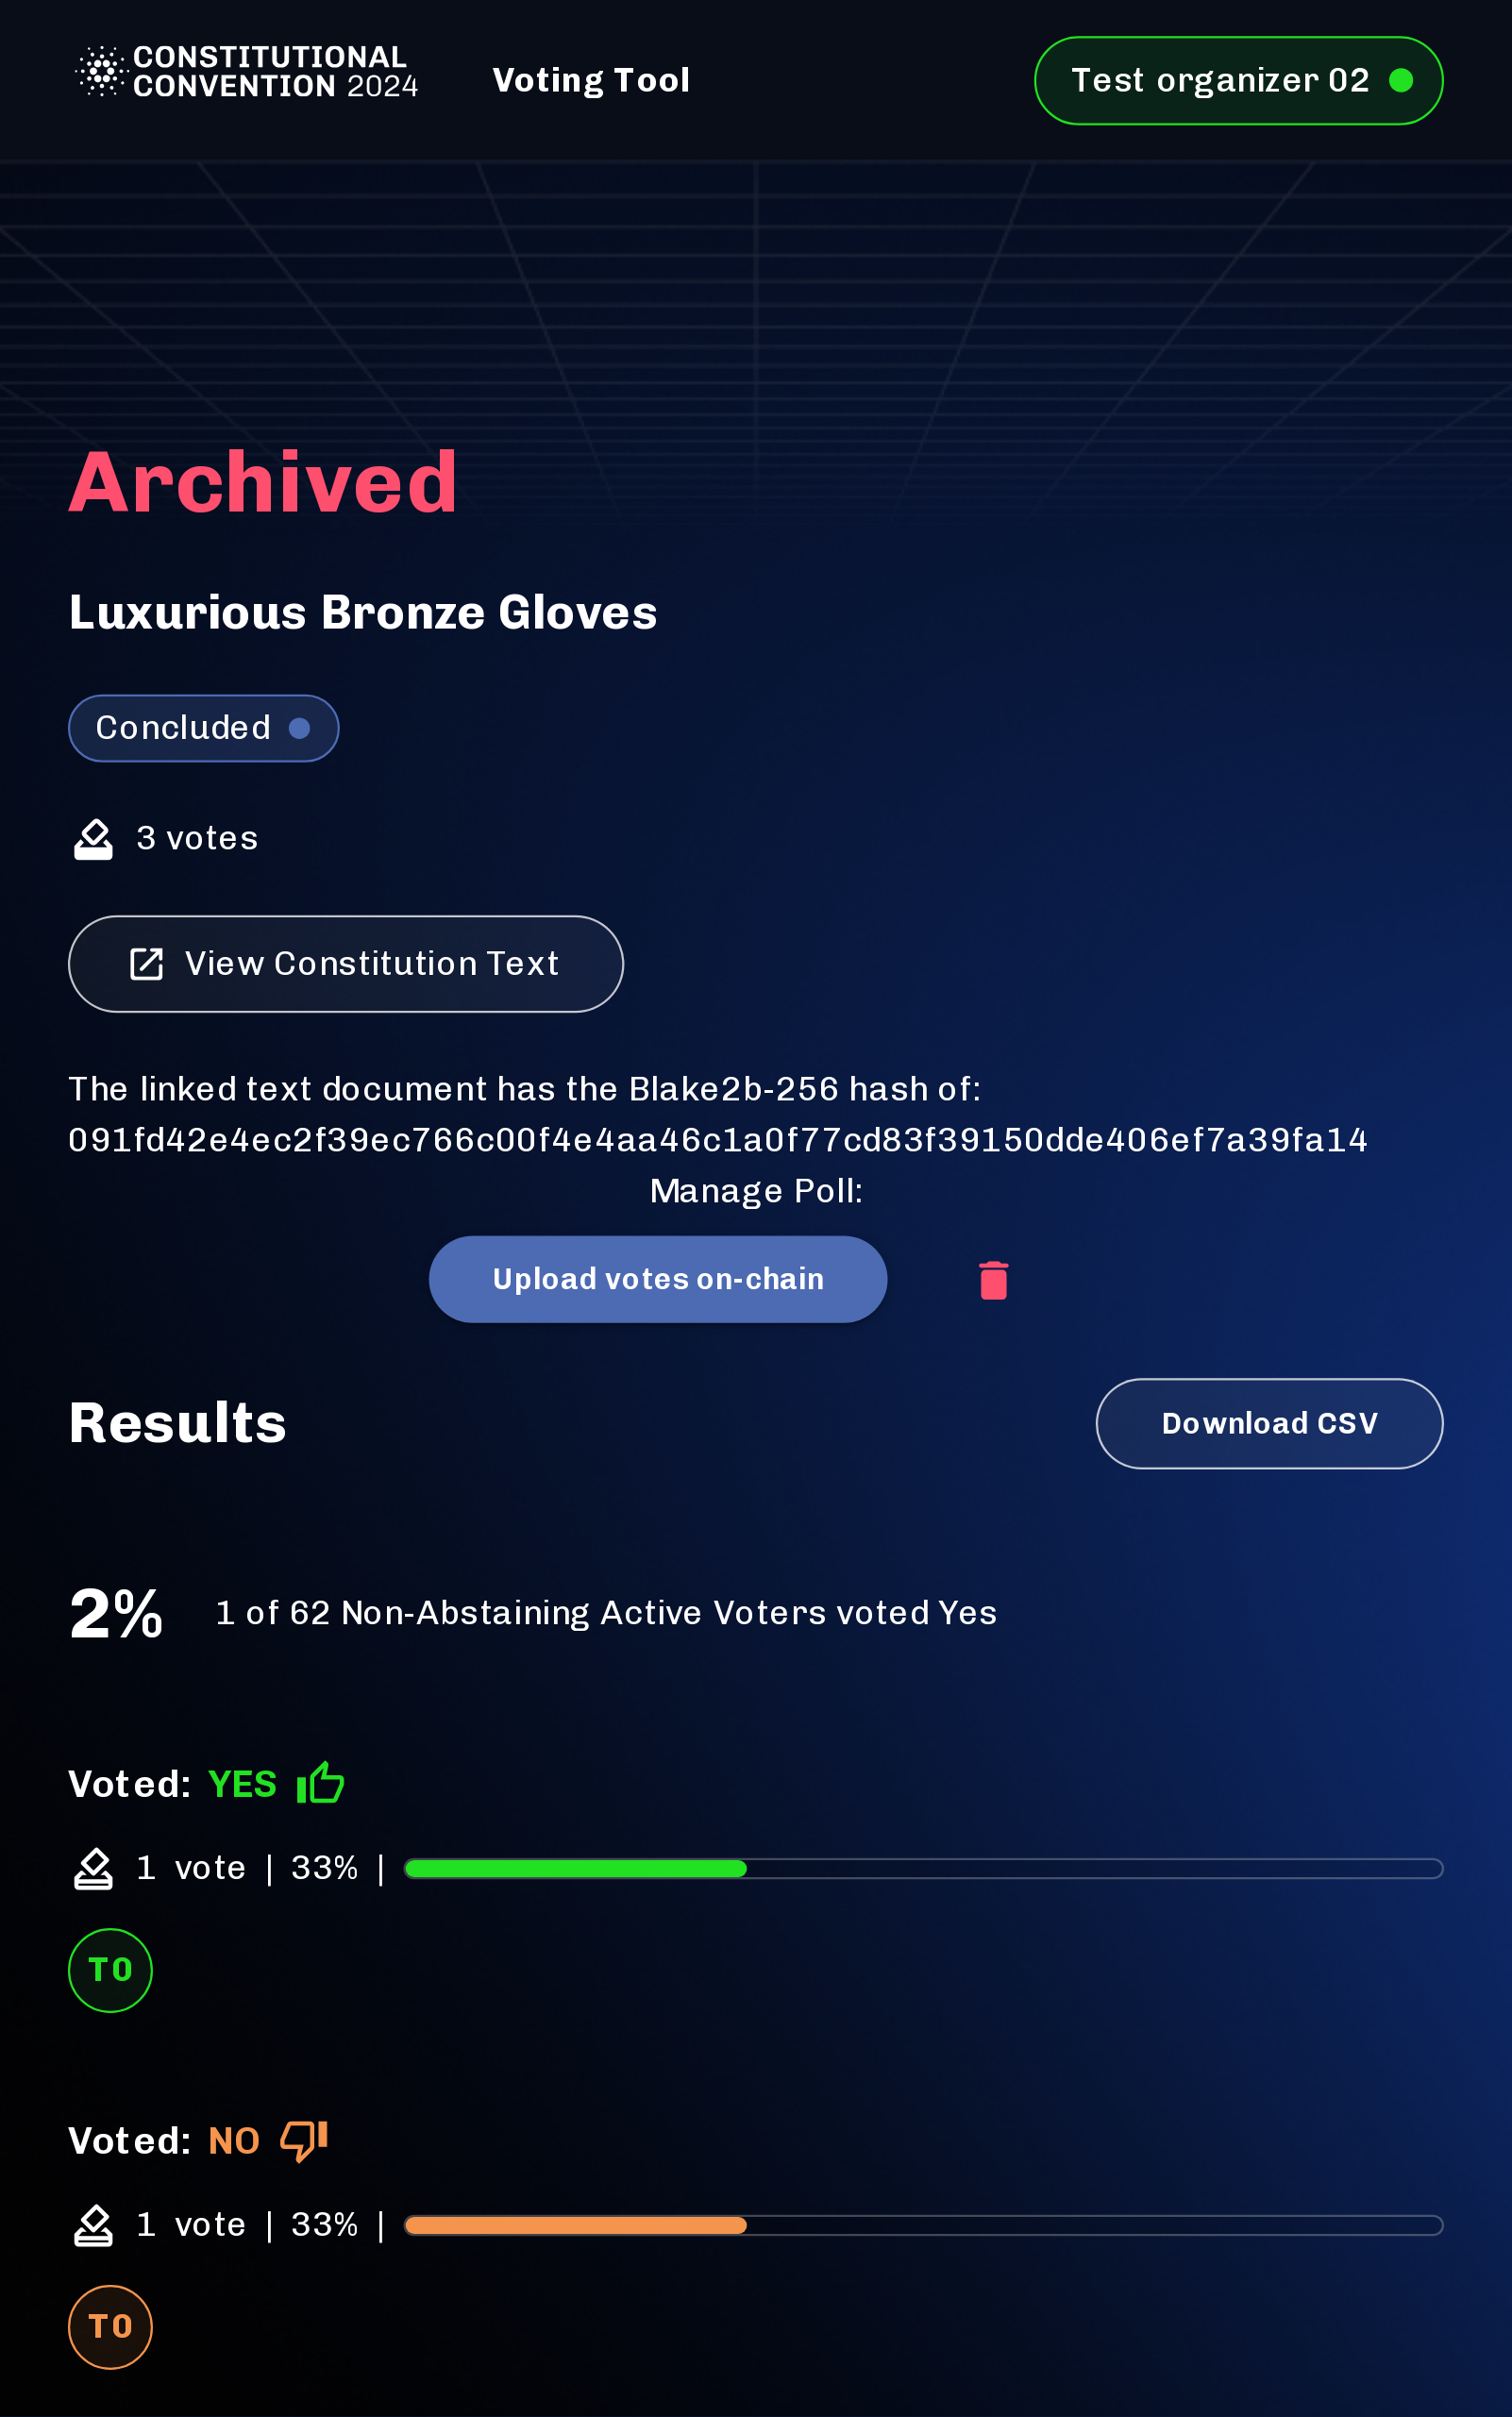 CONSTITUTIONAL
CONVENTION 2024
Voting Tool
Test organizer 02
Archived
Luxurious Bronze Gloves
Concluded
3 votes
View Constitution Text
The linked text document has the Blake2b-256 hash of:
091fd42e4ec2f39ec766c00f4e4aa46c1a0f77cd83f39150dde406ef7a39fa14
Manage Poll:
Upload votes on-chain
Results
Download CSV
2%
1 of 62 Non-Abstaining Active Voters voted Yes
Voted: YES
1 vote | 33% |
T0
Voted: NO
1 vote | 33% |
T0